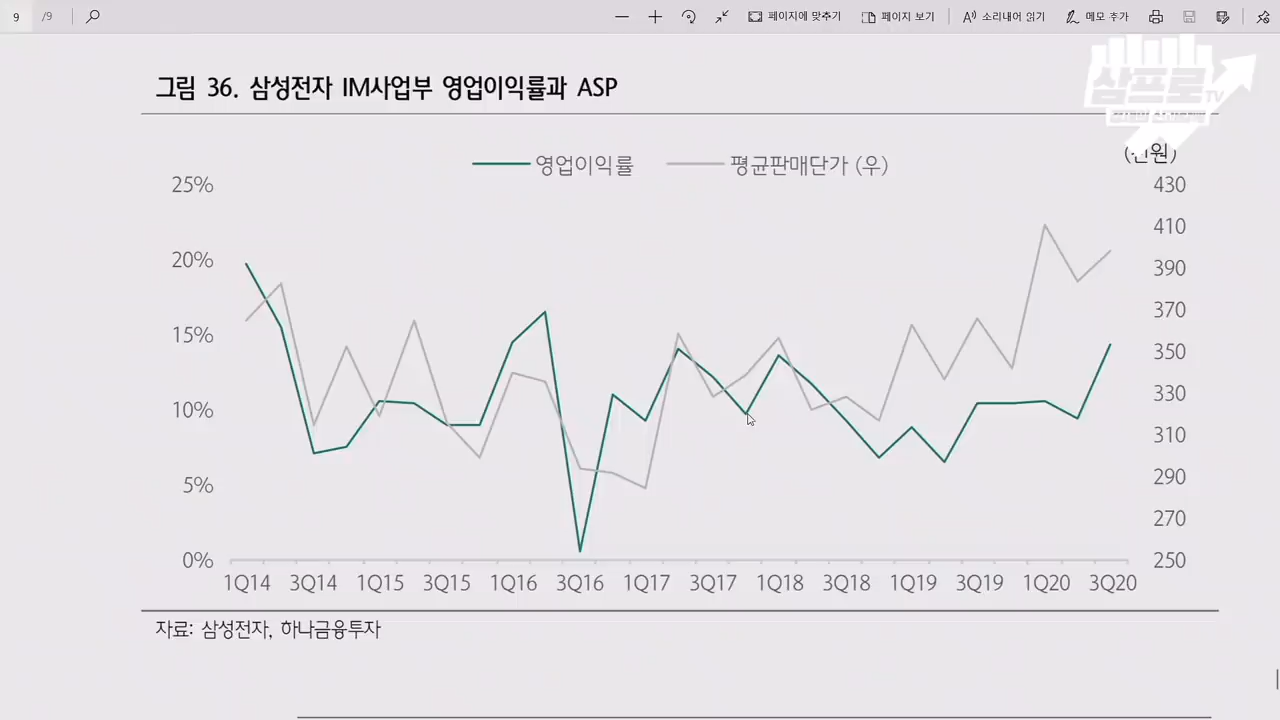 9 /9 페이지에 맞추기 페이지 보기 소리내어 읽기 메모 추가
삼프로TV
그림 36. 삼성전자 IM사업부 영업이익률과 ASP
영업이익률 평균판매단가 (우)
25% 430
410
20% 390
370
15% 350
330
10% 310
5% 290
270
0% 250
1Q14 3Q14 1Q15 3Q15 1Q16 3Q16 1Q17 3Q17 1Q18 3Q18 1Q19 3Q19 1Q20 3Q20
자료: 삼성전자, 하나금융투자